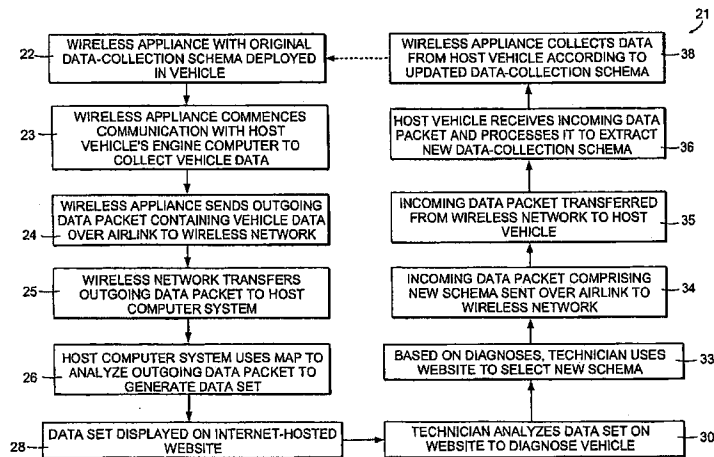 21
22
WIRELESS APPLIANCE WITH ORIGINAL
DATA-COLLECTION SCHEMA DEPLOYED
IN VEHICLE
23
WIRELESS APPLIANCE COMMENCES
COMMUNICATION WITH HOST
VEHICLE'S ENGINE COMPUTER TO
COLLECT VEHICLE DATA
24
WIRELESS APPLIANCE SENDS OUTGOING
DATA PACKET CONTAINING VEHICLE DATA
OVER AIRLINK TO WIRELESS NETWORK
25
WIRELESS NETWORK TRANSFERS
OUTGOING DATA PACKET TO HOST
COMPUTER SYSTEM
26
HOST COMPUTER SYSTEM USES MAP TO
ANALYZE OUTGOING DATA PACKET TO
GENERATE DATA SET
28
DATA SET DISPLAYED ON INTERNET-HOSTED
WEBSITE
TECHNICIAN ANALYZES DATA SET ON
WEBSITE TO DIAGNOSE VEHICLE
30
BASED ON DIAGNOSES, TECHNICIAN USES
WEBSITE TO SELECT NEW SCHEMA
33
INCOMING DATA PACKET COMPRISING
NEW SCHEMA SENT OVER AIRLINK TO
WIRELESS NETWORK
34
INCOMING DATA PACKET TRANSFERRED
FROM WIRELESS NETWORK TO HOST
VEHICLE
35
HOST VEHICLE RECEIVES INCOMING DATA
PACKET AND PROCESSES IT TO EXTRACT
NEW DATA-COLLECTION SCHEMA
36
WIRELESS APPLIANCE COLLECTS DATA
FROM HOST VEHICLE ACCORDING TO
UPDATED DATA-COLLECTION SCHEMA
38